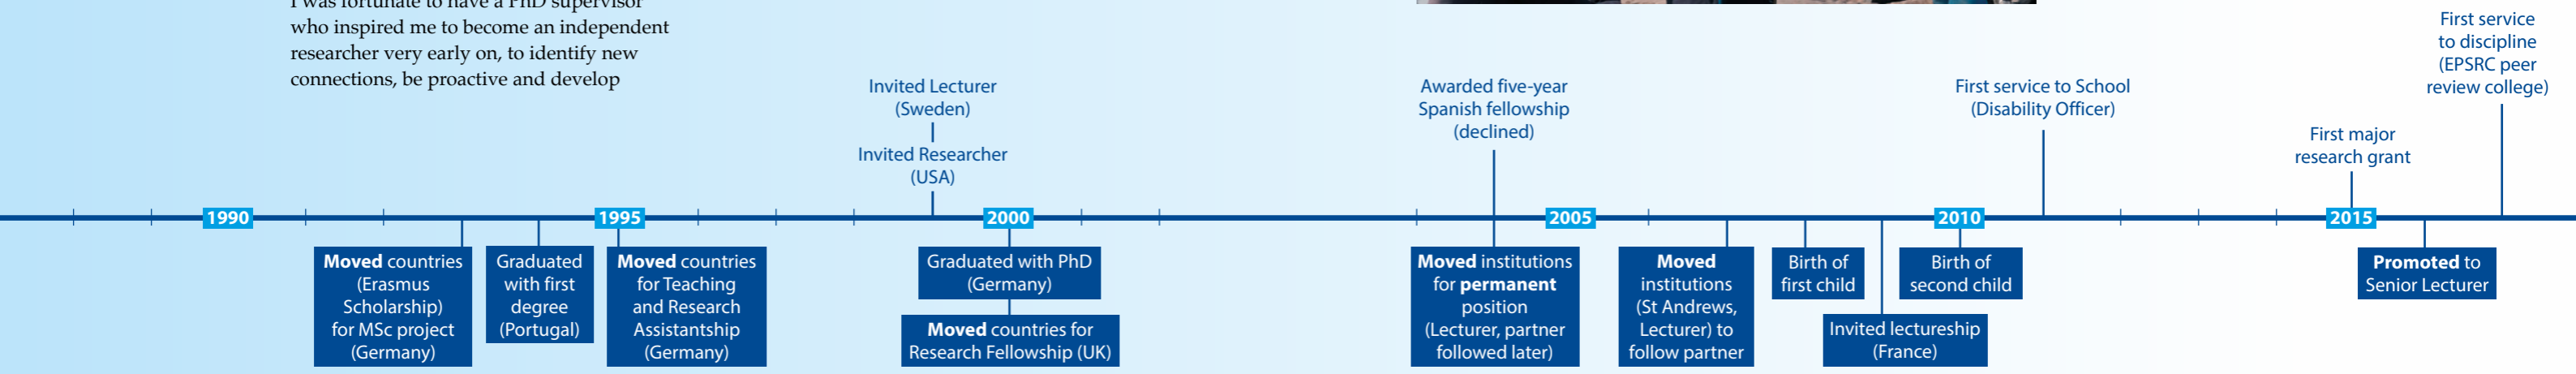 I was fortunate to have a PhD supervisor
who inspired me to become an independent
researcher very early on, to identify new
connections, be proactive and develop
Invited Lecturer
(Sweden)
Invited Researcher
(USA)
Awarded five-year
Spanish fellowship
(declined)
First service to School
(Disability Officer)
First major
research grant
First service
to discipline
(EPSRC peer
review college)
1990
1995
2000
2005
2010
2015
Moved countries
(Erasmus
Scholarship)
for MSc project
(Germany)
Graduated
with first
degree
(Portugal)
Moved countries
for Teaching
and Research
Assistantship
(Germany)
Graduated with PhD
(Germany)
Moved countries for
Research Fellowship (UK)
Moved institutions
for permanent
position
(Lecturer, partner
followed later)
Moved
institutions
(St Andrews,
Lecturer) to
follow partner
Birth of
first child
Invited lectureship
(France)
Birth of
second child
Promoted to
Senior Lecturer